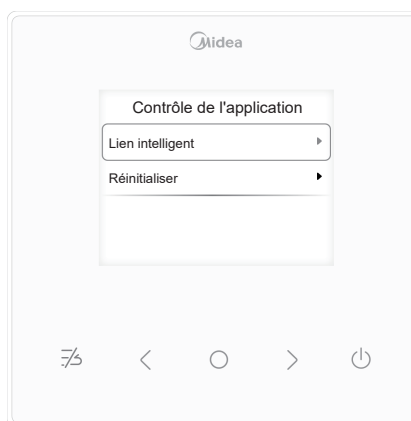 Midea
Contrôle de l'application
Lien intelligent
Réinitialiser